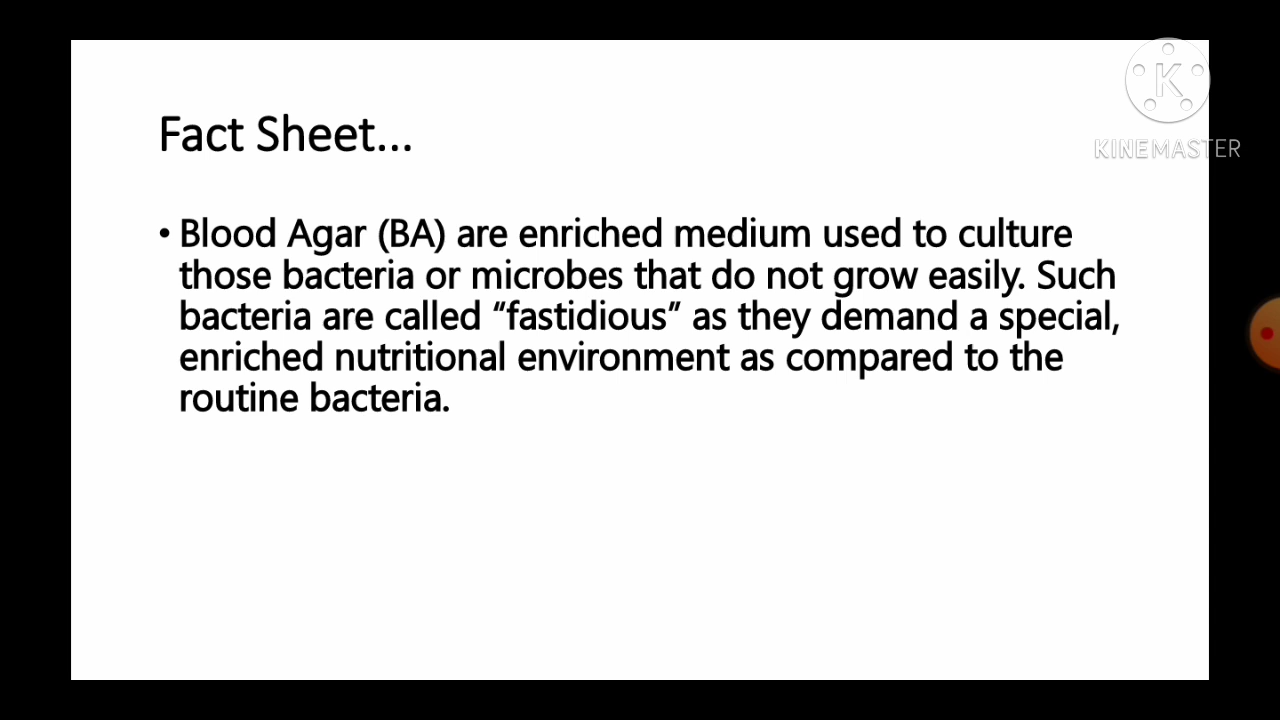 Fact Sheet...
KINEMASTER
• Blood Agar (BA) are enriched medium used to culture
those bacteria or microbes that do not grow easily. Such
bacteria are called “fastidious” as they demand a special,
enriched nutritional environment as compared to the
routine bacteria.